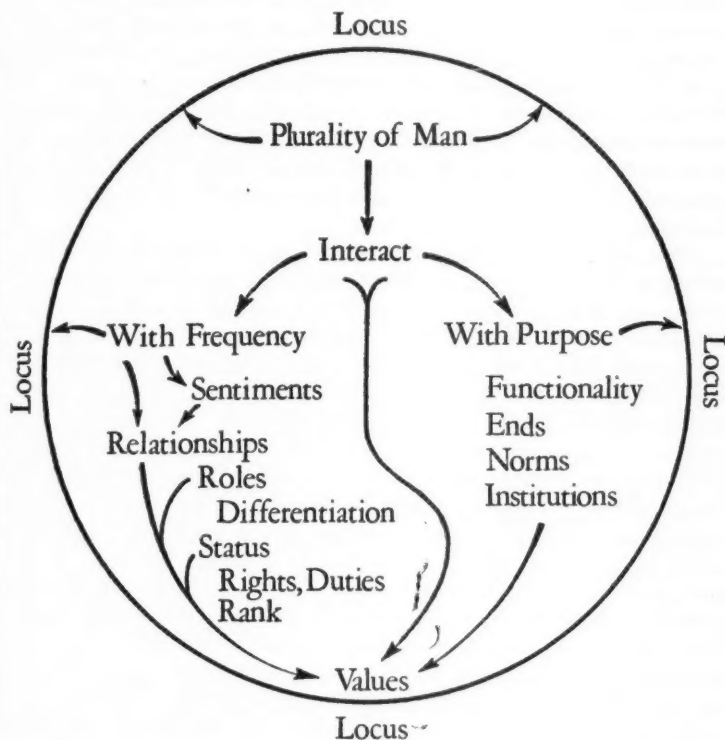 Locus
Plurality of Man
Interact
With Frequency
Sentiments
Relationships
Roles
Differentiation
Status
Rights, Duties
Rank
With Purpose
Functionality
Ends
Norms
Institutions
Values
Locus
Locus
Locus